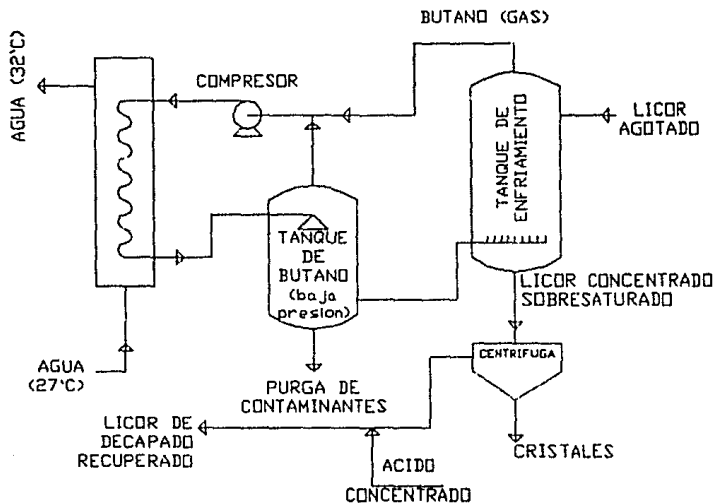 BUTANO (GAS)
AGUA (32°C)
COMPRESOR
LICOR
AGOTADO
TANQUE DE
ENFRIAMIENTO
TANQUE
DE
BUTANO
(baja
presion)
LICOR CONCENTRADO
SOBRESATURADO
CENTRIFUGA
AGUA
(27°C)
PURGA DE
CONTAMINANTES
LICOR DE
DECAPADO
RECUPERADO
CRISTALES
ACIDO
CONCENTRADO